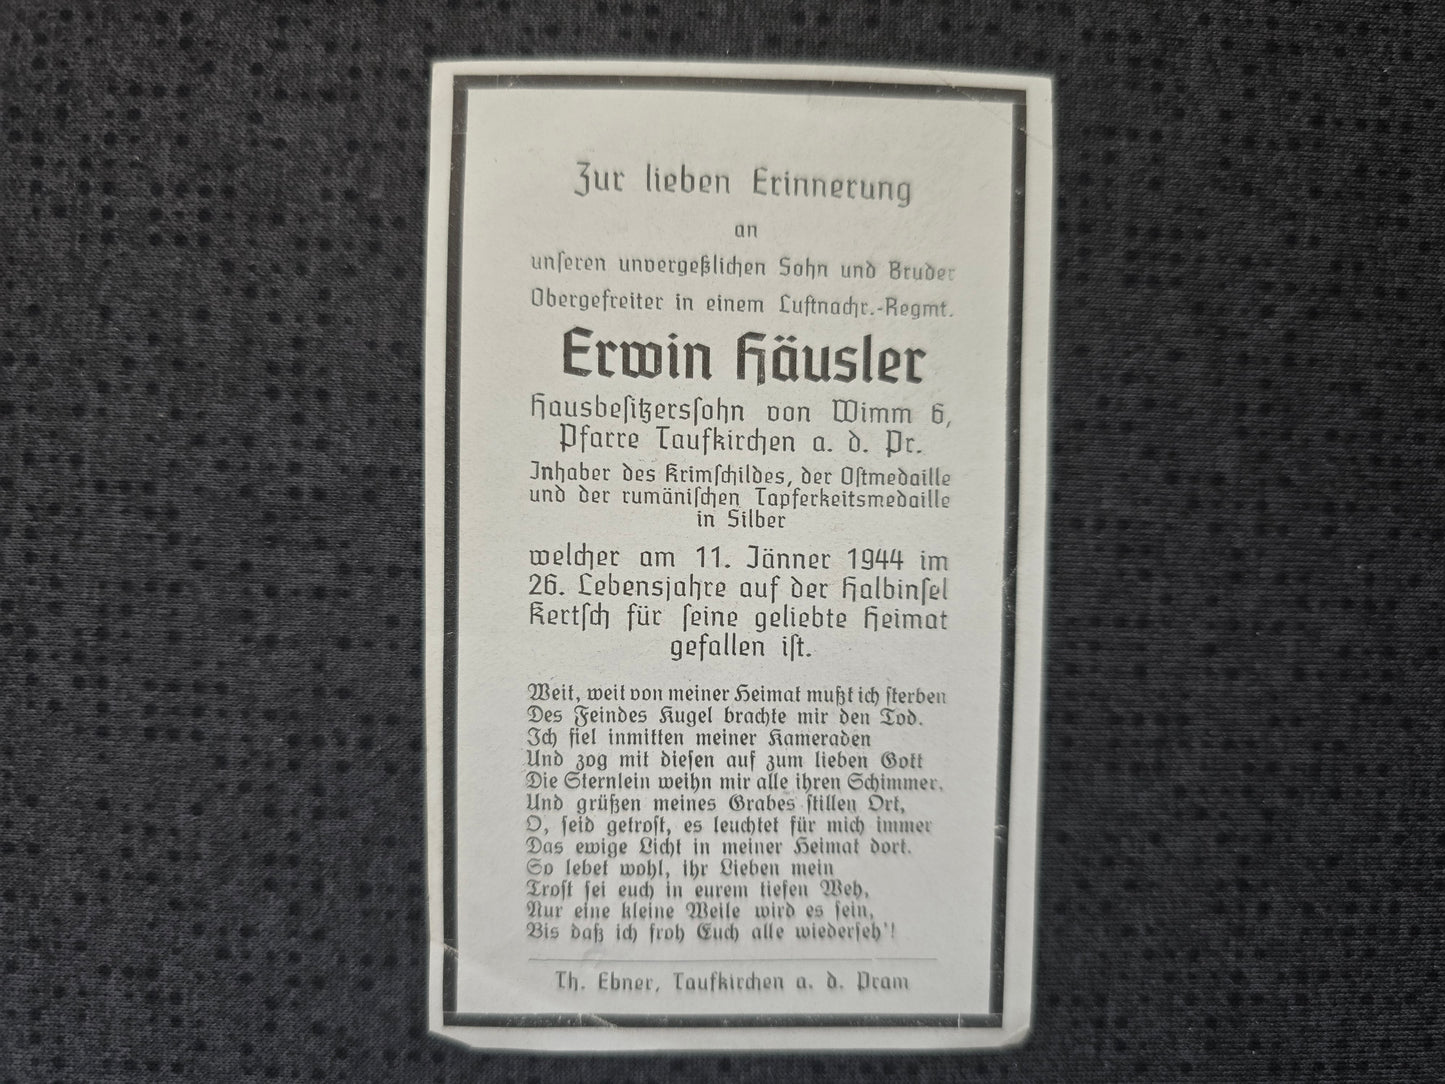 Zur lieben Erinnerung
an
unſeren unvergeßlichen Sohn und Bruder
Obergefreiter in einem Luftnachr.-Regmt.
Erwin Häusler
Hausbeſitzersſohn von Wimm 6,
Pfarre Taufkirchen a. d. Pr.
Inhaber des Krimſchildes, der Oſtmedaille
und der rumäniſchen Tapferkeitsmedaille
in Silber
welcher am 11. Jänner 1944 im
26. Lebensjahre auf der Halbinſel
Kertſch für ſeine geliebte Heimat
gefallen iſt.
Weit, weit von meiner Heimat mußt ich ſterben
Des Feindes Kugel brachte mir den Tod.
Ich fiel inmitten meiner Kameraden
Und zog mit dieſen auf zum lieben Gott
Die Sternlein weihn mir alle ihren Schimmer,
Und grüßen meines Grabes ſtillen Ort,
O, ſeid getroſt, es leuchtet für mich immer
Das ewige Licht in meiner Heimat dort.
So lebet wohl, ihr Lieben mein
Troſt ſei euch in eurem tiefen Weh,
Nur eine kleine Weile wird es ſein,
Bis daß ich froh Euch alle wiederſeh'!
Th. Ebner, Taufkirchen a. d. Pram